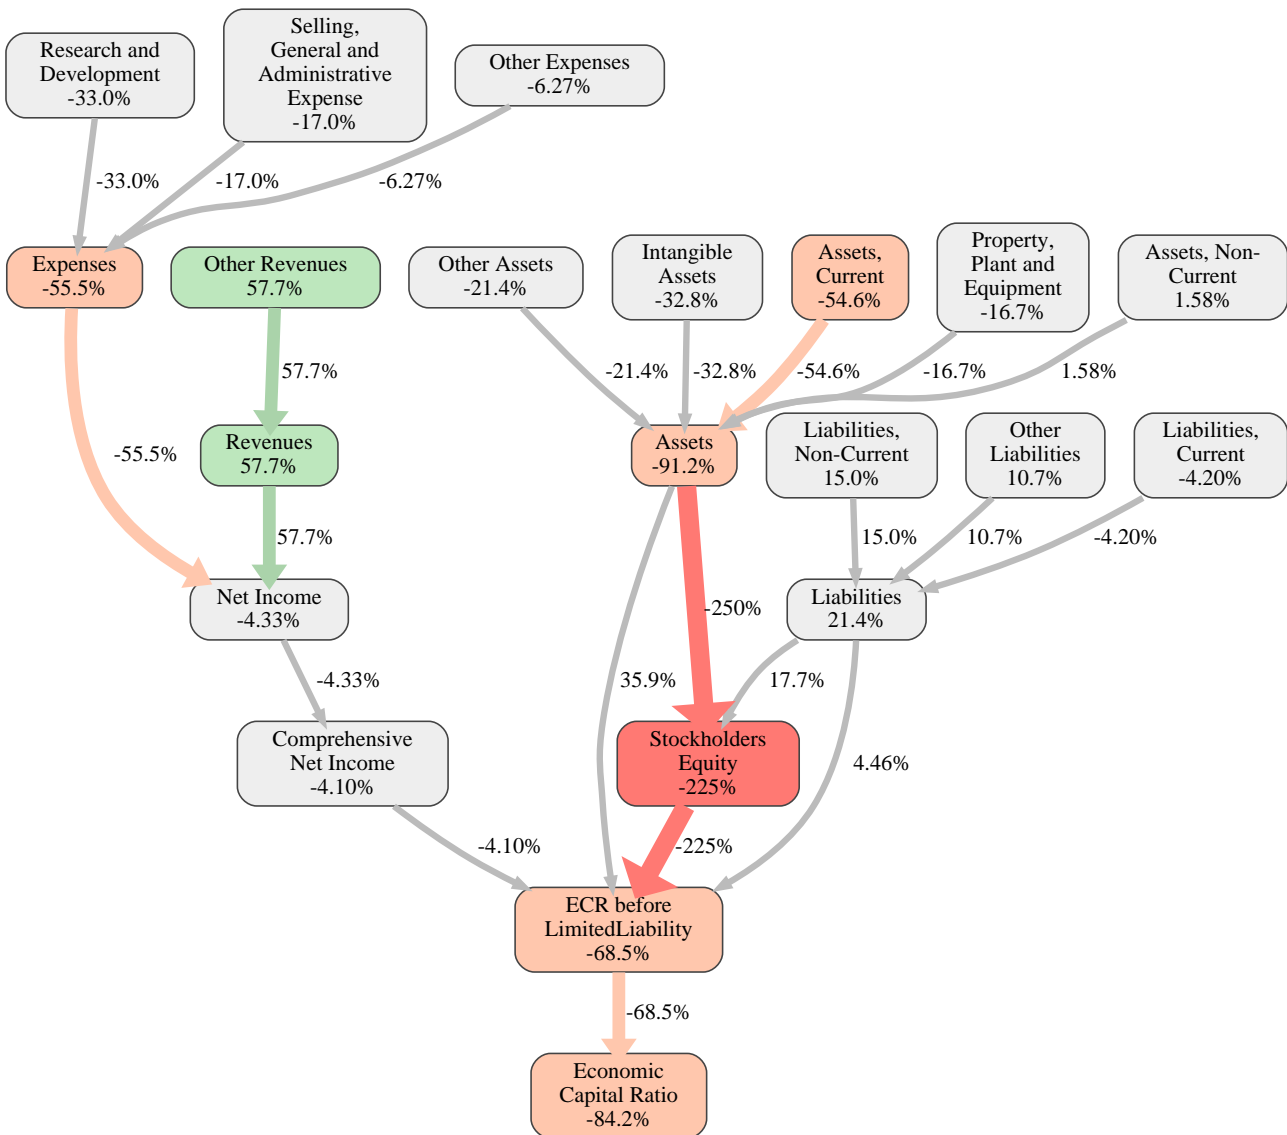 Research and
Development
-33.0%
Selling,
General and
Administrative
Expense
-17.0%
Other Expenses
-6.27%
-33.0%
-17.0%
-6.27%
Expenses
-55.5%
Other Revenues
57.7%
Other Assets
-21.4%
Intangible
Assets
-32.8%
Assets,
Current
-54.6%
Property,
Plant and
Equipment
-16.7%
Assets, Non-
Current
1.58%
57.7%
-21.4%
-32.8%
-54.6%
-16.7%
1.58%
-55.5%
Revenues
57.7%
Assets
-91.2%
Liabilities,
Non-Current
15.0%
Other
Liabilities
10.7%
Liabilities,
Current
-4.20%
57.7%
15.0%
10.7%
-4.20%
Net Income
-4.33%
-250%
Liabilities
21.4%
-4.33%
35.9%
17.7%
Comprehensive
Net Income
-4.10%
Stockholders
Equity
-225%
4.46%
-4.10%
-225%
ECR before
LimitedLiability
-68.5%
-68.5%
Economic
Capital Ratio
-84.2%